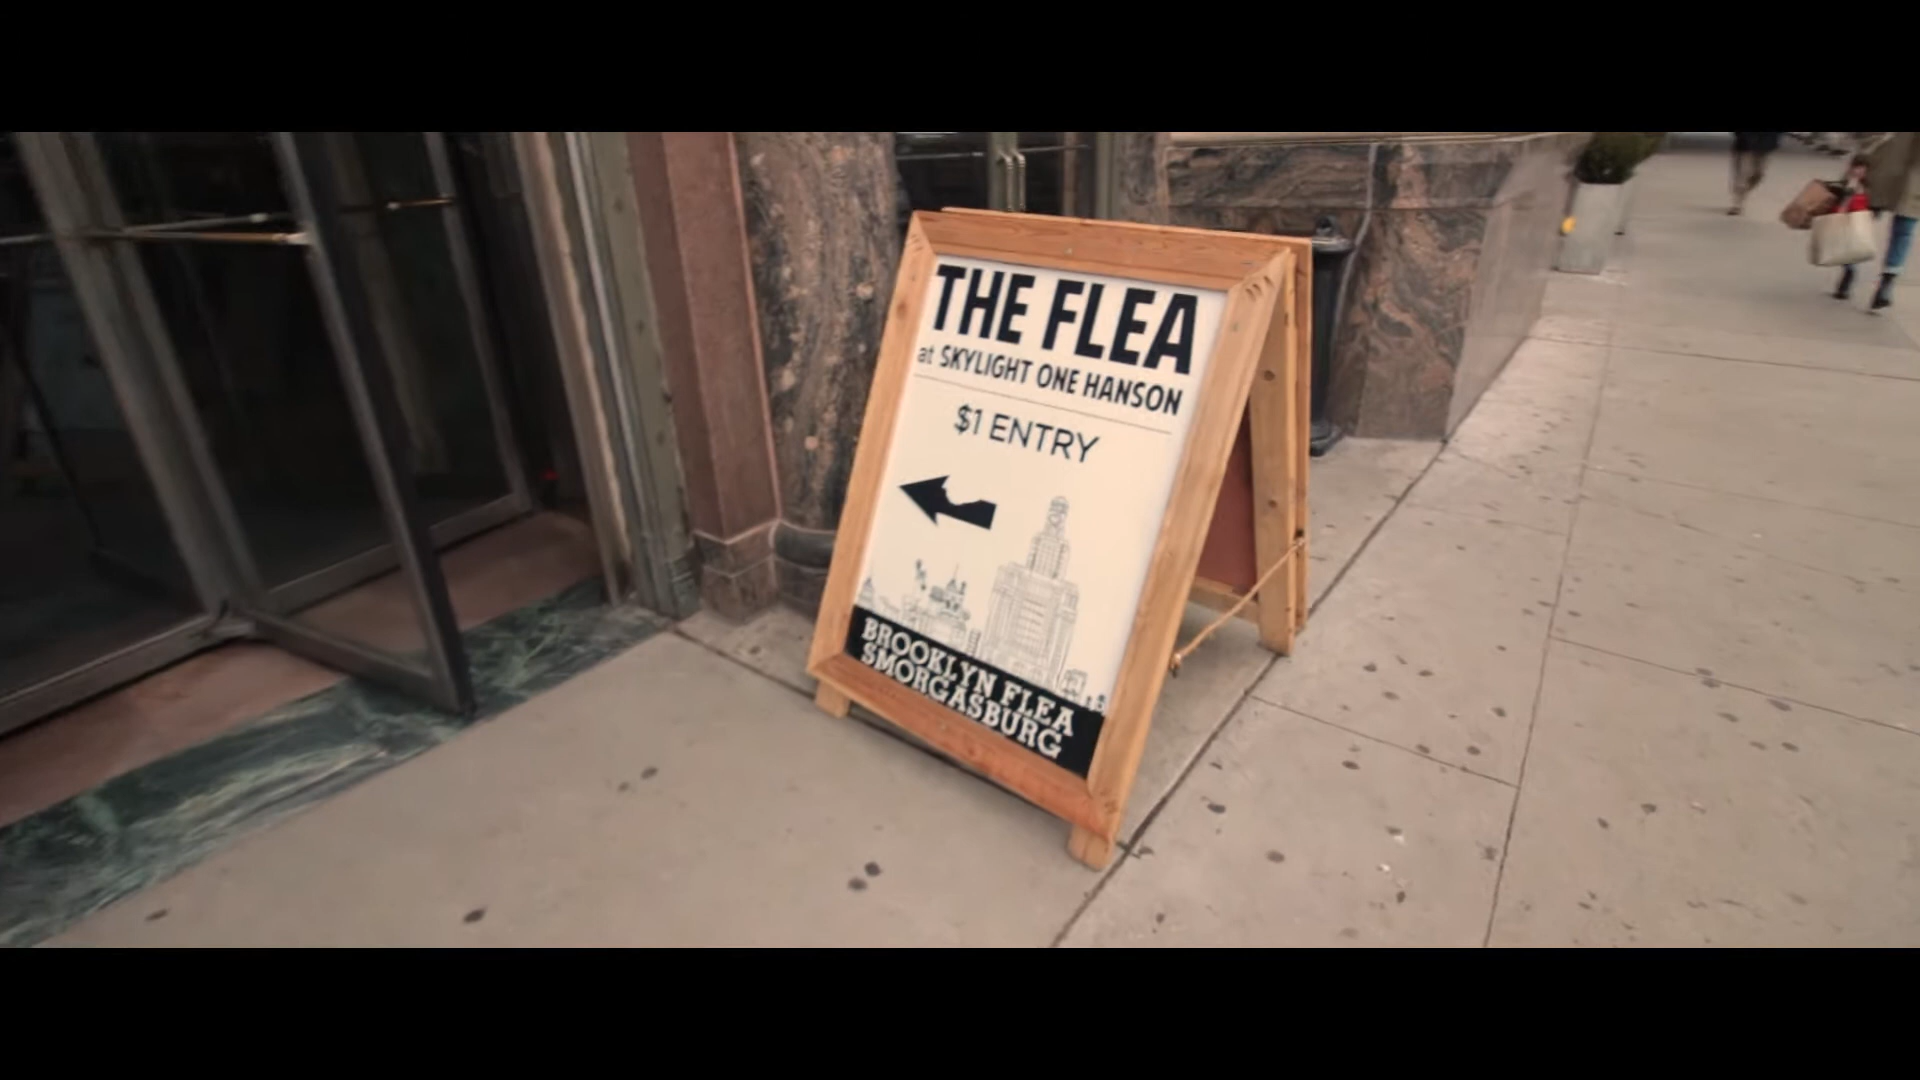 THE FLEA
at SKYLIGHT ONE HANSON
$1 ENTRY
BROOKLYN FLEA
SMORGASBURG